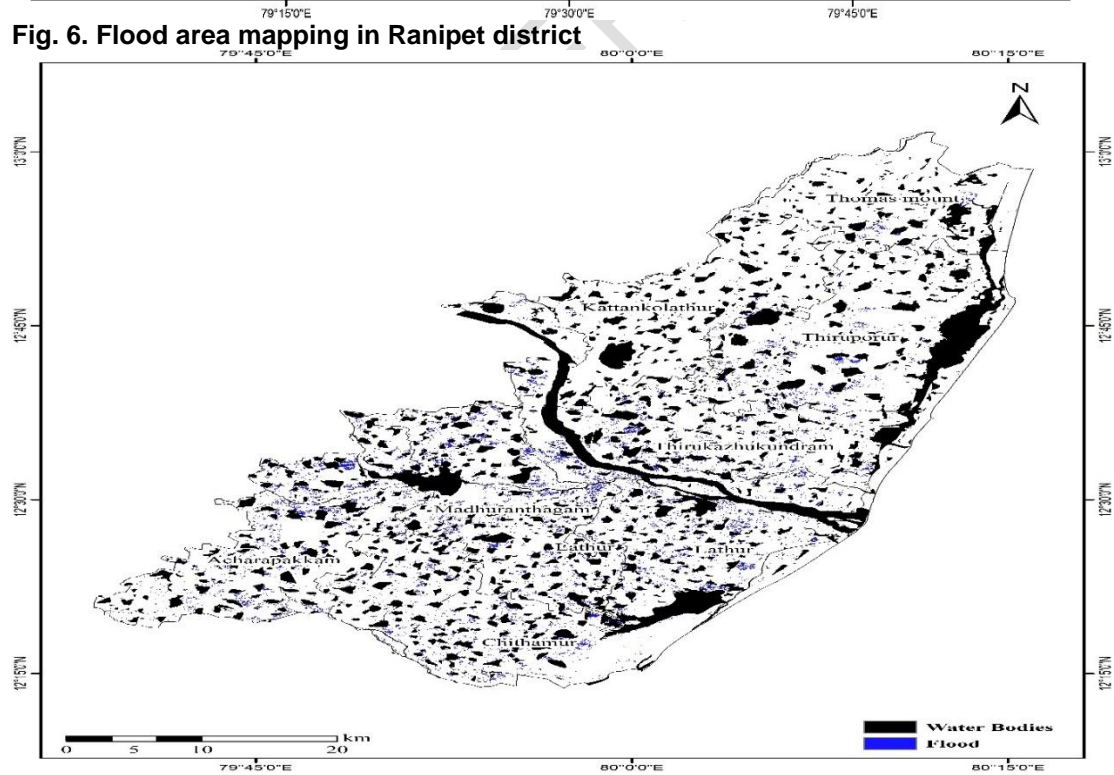 79°15'0"E 79°30'0"E 79°45'0"E
Fig. 6. Flood area mapping in Ranipet district
79°45'0"E 80°0'0"E 80°15'0"E
N
13°0'0"N 13°0'0"N
Thomas mount
Kattankolathur
12°45'0"N 12°45'0"N
Thiruporur
Thirukazhukundram
12°30'0"N 12°30'0"N
Madhuranthagam
Lathur Lathur
Acharapakkam
Chithamur
12°15'0"N 12°15'0"N
Water Bodies
Flood
km
0 5 10 20
79°45'0"E 80°0'0"E 80°15'0"E